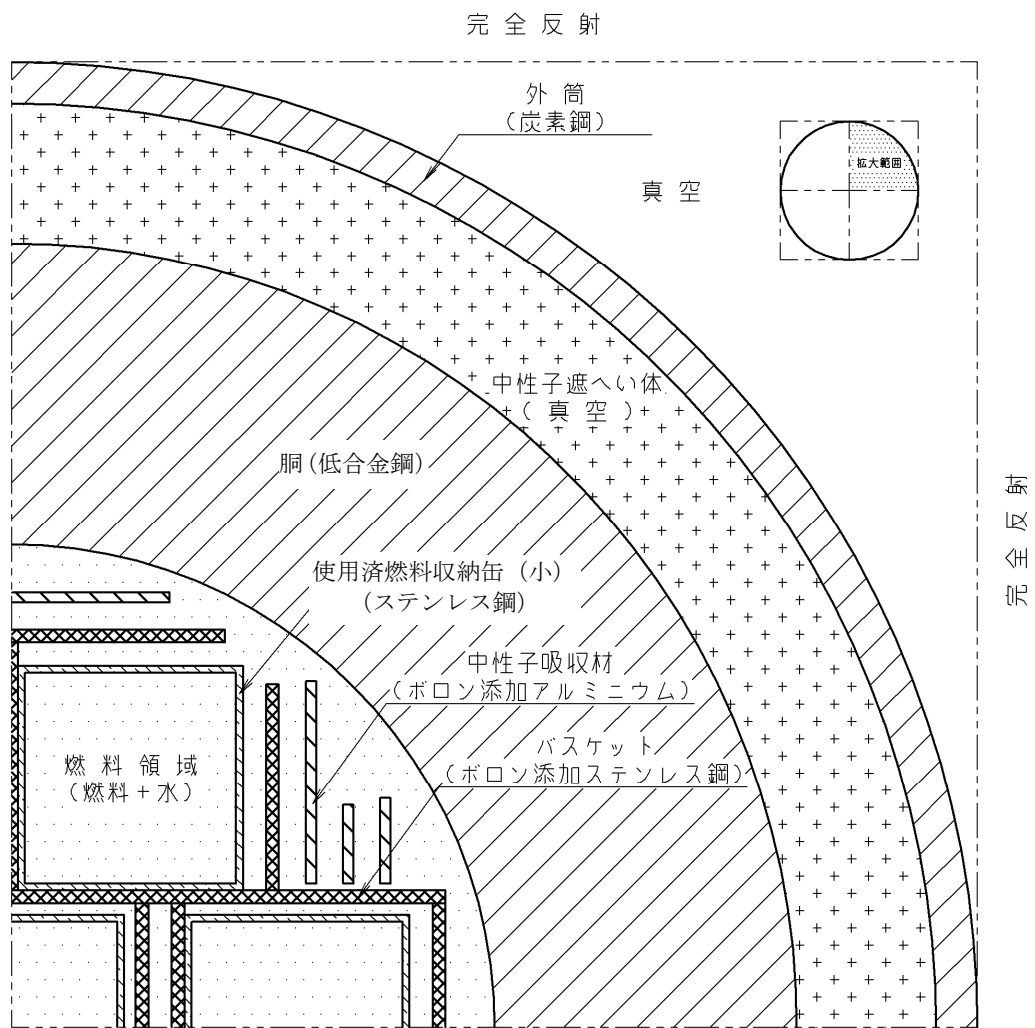 完全反射
外筒
（炭素鋼）
拡大範囲
真空
中性子遮へい体
（真空）
胴（低合金鋼）
完全反射
使用済燃料収納缶（小）
（ステンレス鋼）
中性子吸収材
（ボロン添加アルミニウム）
バスケット
（ボロン添加ステンレス鋼）
燃料領域
（燃料＋水）